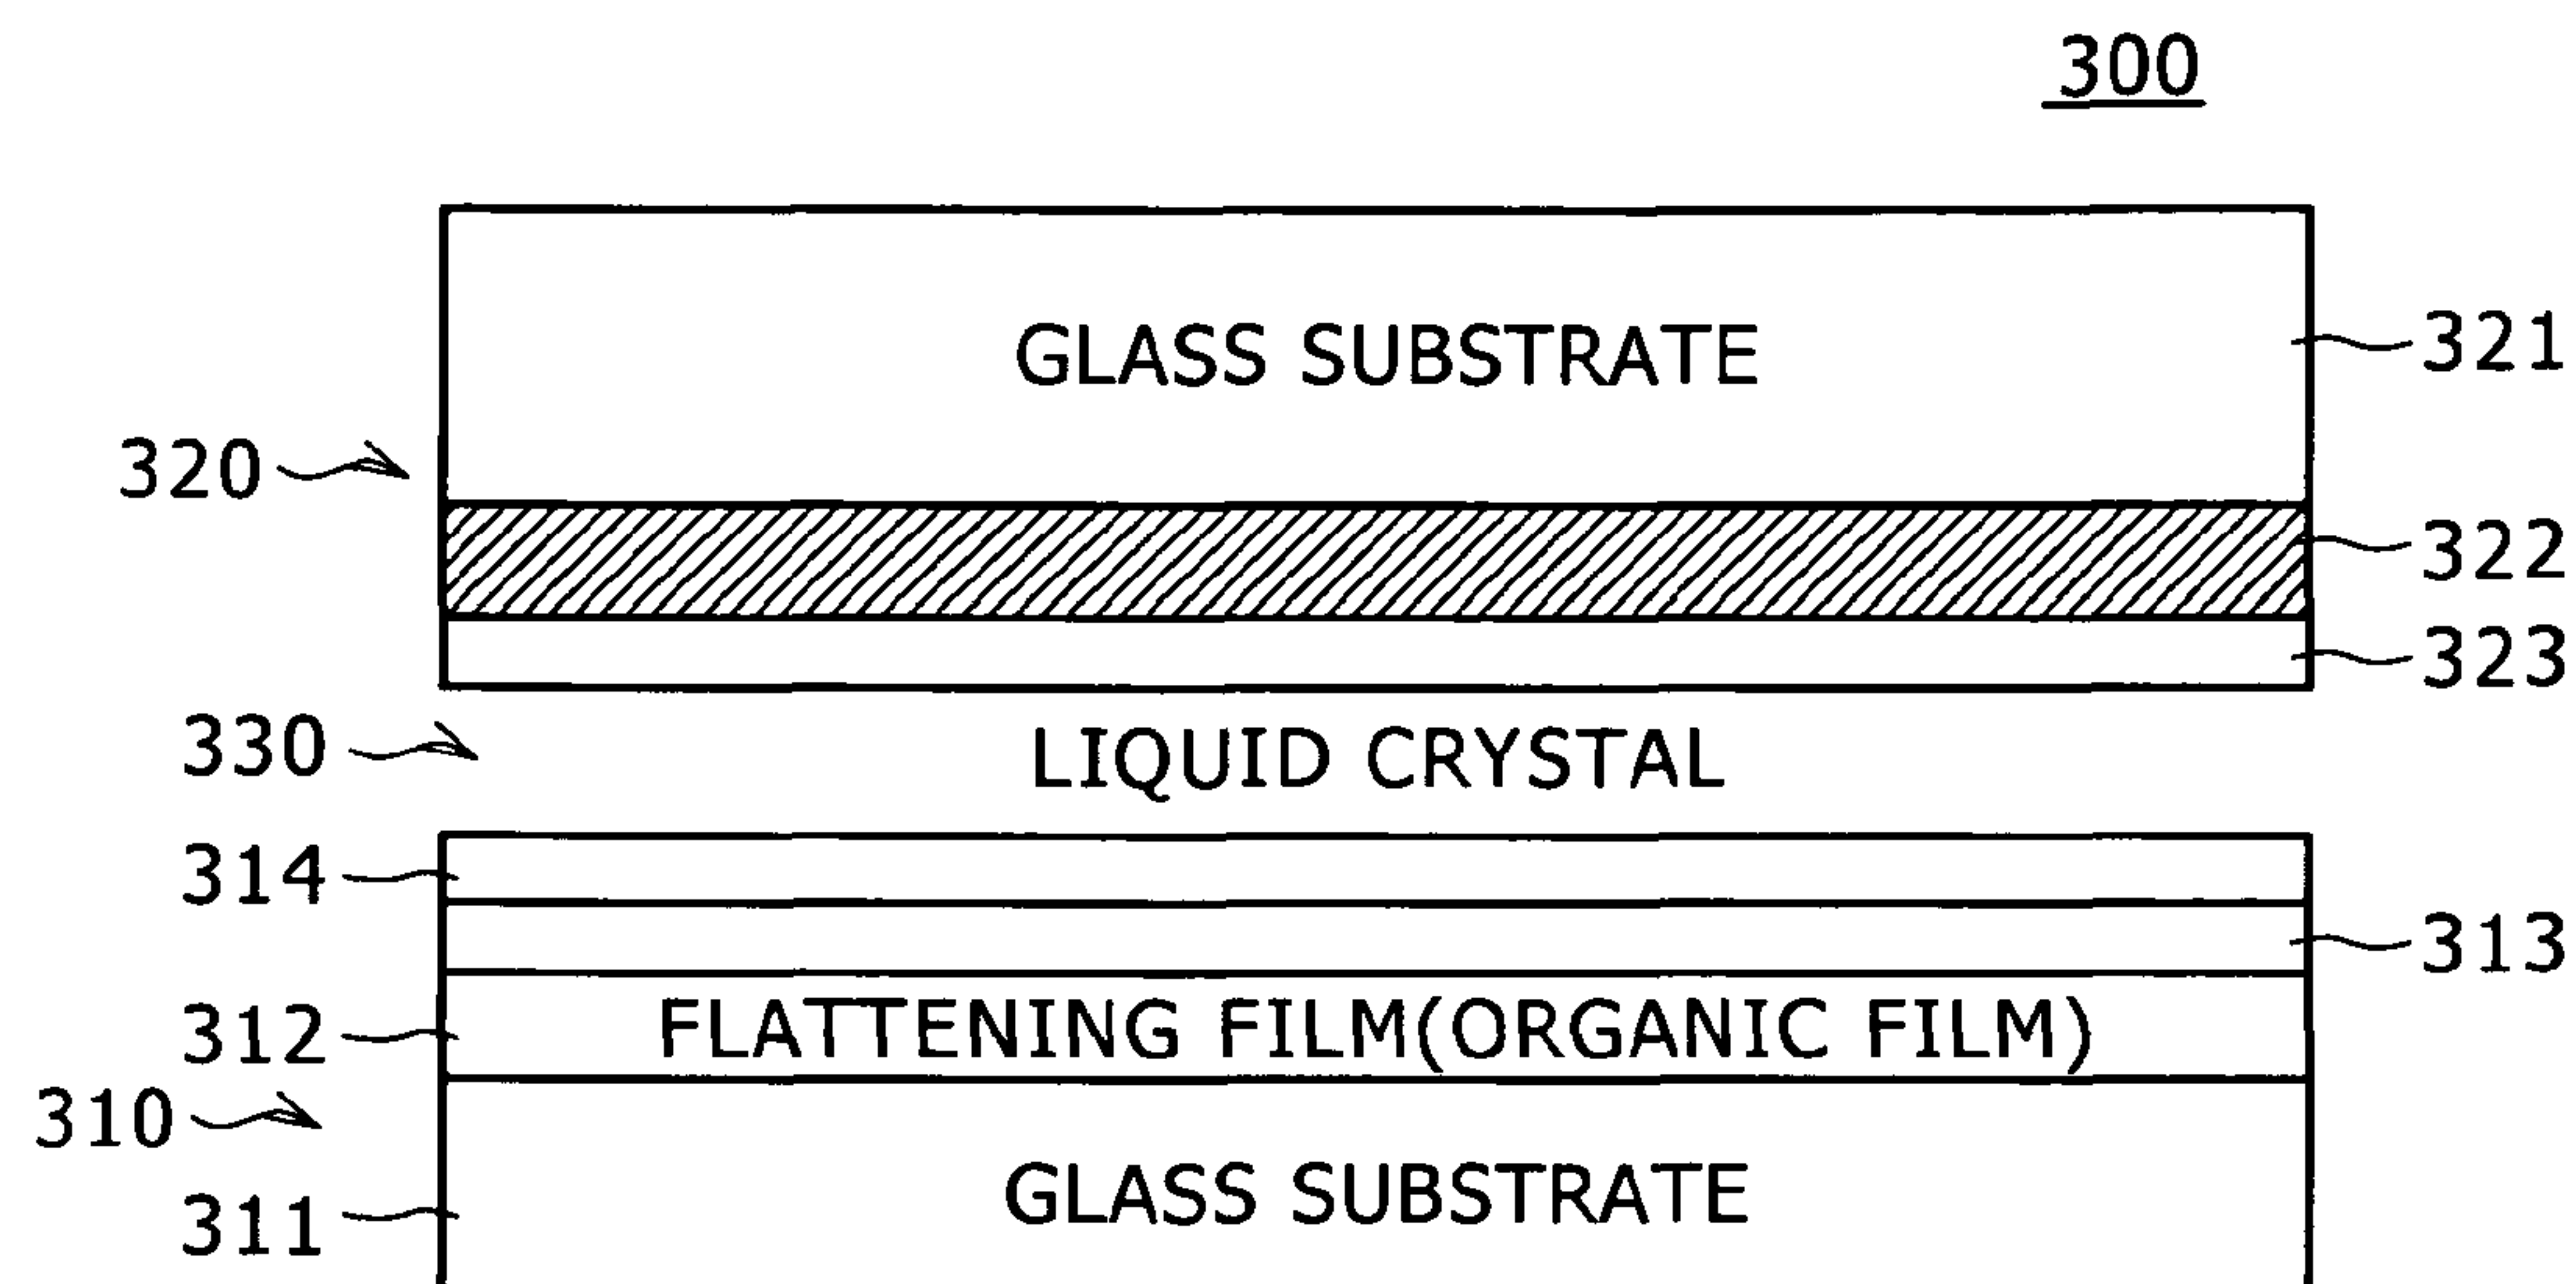 300
GLASS SUBSTRATE
321
320
322
323
330
LIQUID CRYSTAL
314
313
312
FLATTENING FILM(ORGANIC FILM)
310
GLASS SUBSTRATE
311